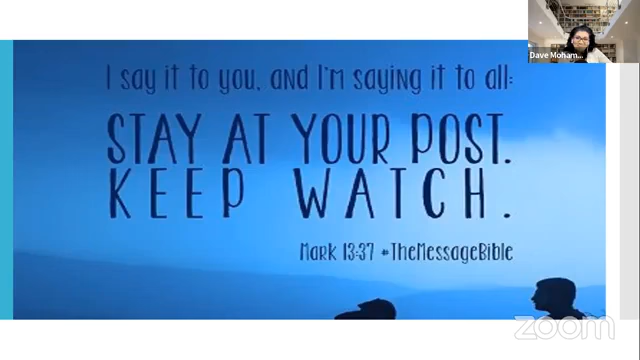 Dave Moham...
I say it to you, and I'm saying it to all:
STAY AT YOUR POST.
KEEP WATCH.
Mark 13:37 #TheMessageBible
zoom